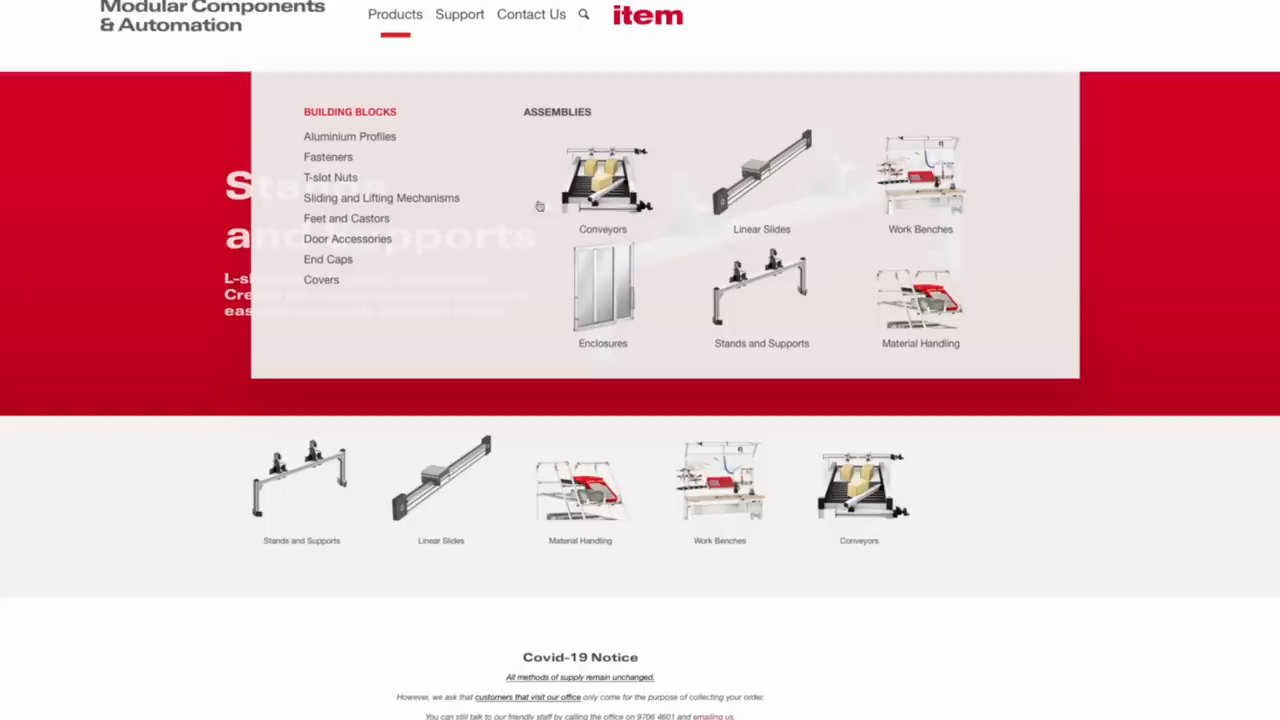 Modular Components
& Automation
Products
Support
Contact Us
item
BUILDING BLOCKS
Aluminium Profiles
Fasteners
T-slot Nuts
Sliding and Lifting Mechanisms
Feet and Castors
Door Accessories
End Caps
Covers
ASSEMBLIES
Conveyors
Linear Slides
Work Benches
Enclosures
Stands and Supports
Material Handling
Stands
and Supports
Stands and Supports
Linear Slides
Material Handling
Work Benches
Conveyors
Covid-19 Notice
All methods of supply remain unchanged.
However, we ask that customers that visit our office only come for the purpose of collecting your order.
You can still talk to our friendly staff by calling the office on 9706 4601 and emailing us.